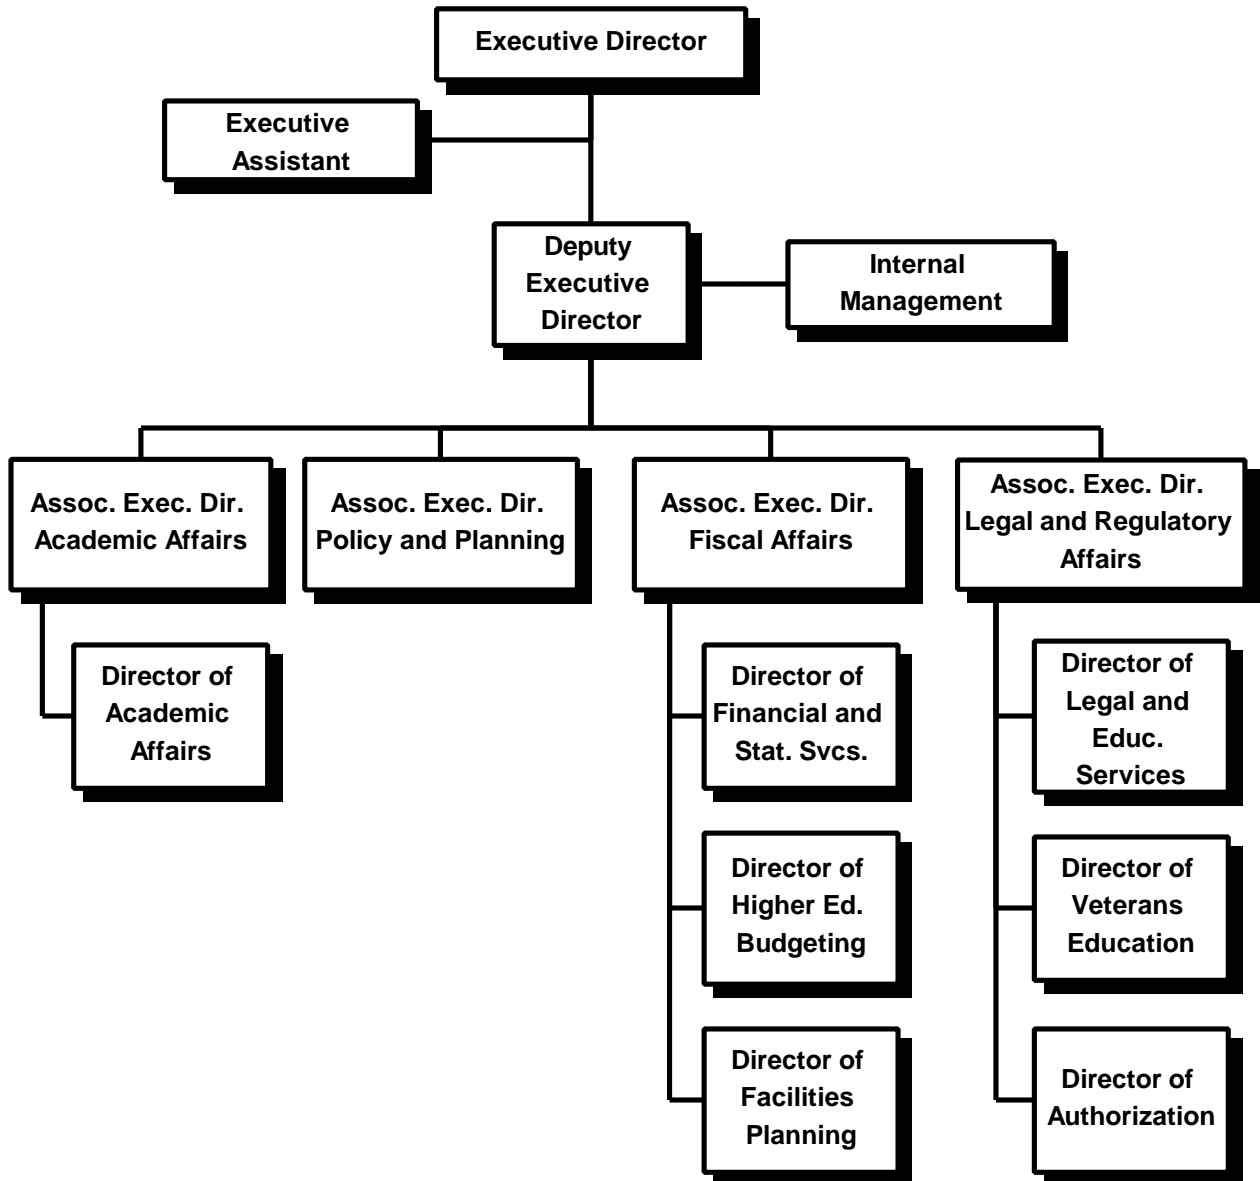 Executive Director
Executive
Assistant
Deputy
Executive
Director
Internal
Management
Assoc. Exec. Dir.
Academic Affairs
Assoc. Exec. Dir.
Policy and Planning
Assoc. Exec. Dir.
Fiscal Affairs
Assoc. Exec. Dir.
Legal and Regulatory
Affairs
Director of
Academic
Affairs
Director of
Financial and
Stat. Svcs.
Director of
Legal and
Educ.
Services
Director of
Higher Ed.
Budgeting
Director of
Veterans
Education
Director of
Facilities
Planning
Director of
Authorization